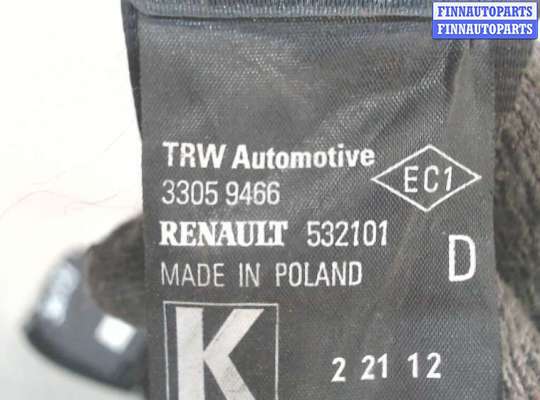 FINNAUTOPARTS
FINNAUTOPARTS
TRW Automotive
3305 9466
EC1
RENAULT 532101
D
MADE IN POLAND
K
2 21 12